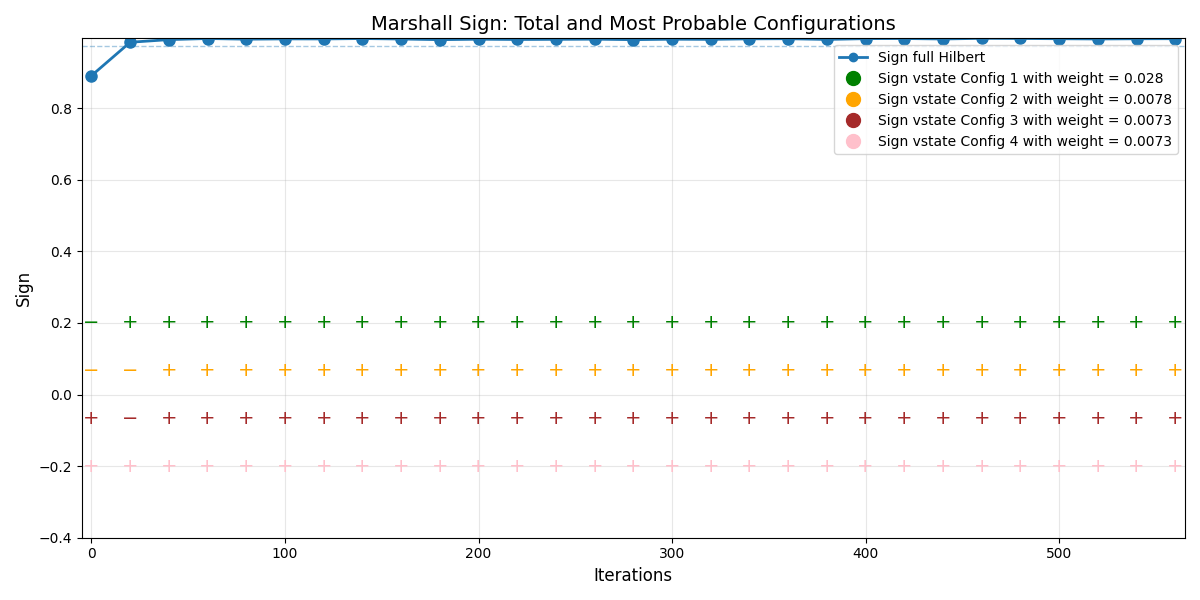 Marshall Sign: Total and Most Probable Configurations
Sign full Hilbert
Sign vstate Config 1 with weight = 0.028
Sign vstate Config 2 with weight = 0.0078
Sign vstate Config 3 with weight = 0.0073
Sign vstate Config 4 with weight = 0.0073
Sign
0.8
0.6
0.4
0.2
0.0
−0.2
−0.4
0 100 200 300 400 500
Iterations